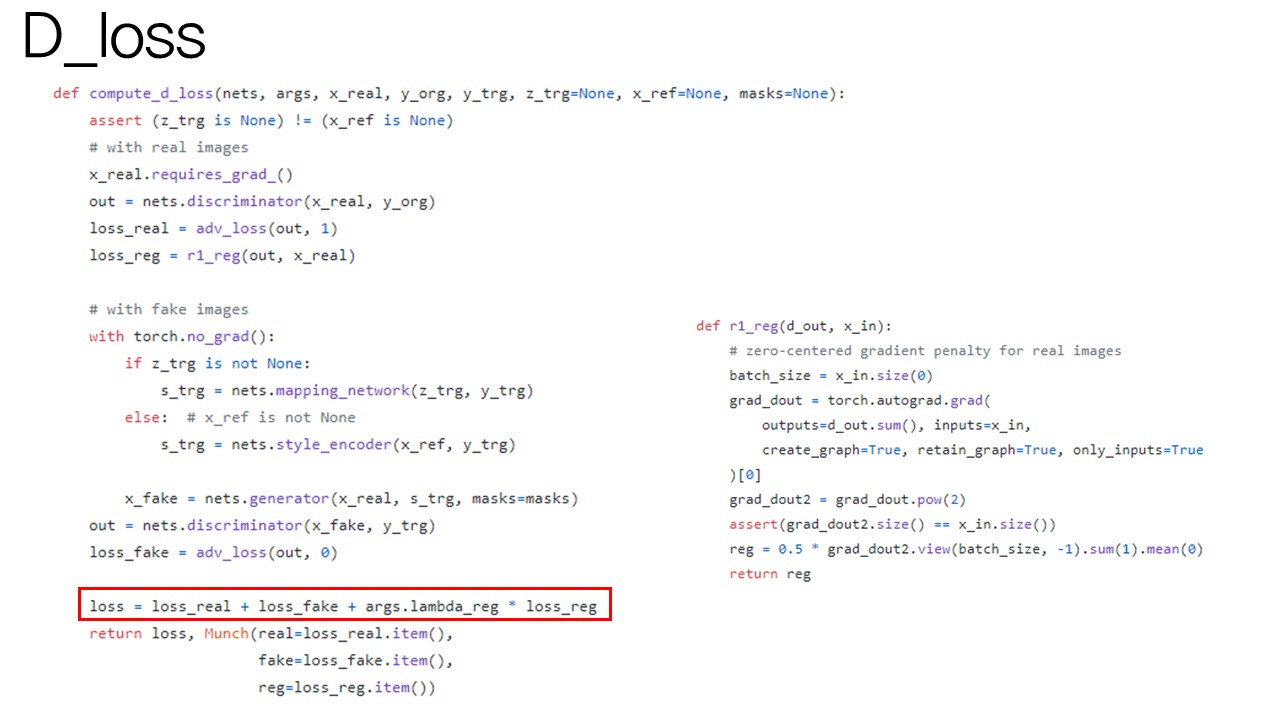 D_loss
def compute_d_loss(nets, args, x_real, y_org, y_trg, z_trg=None, x_ref=None, masks=None):
    assert (z_trg is None) != (x_ref is None)
    # with real images
    x_real.requires_grad_()
    out = nets.discriminator(x_real, y_org)
    loss_real = adv_loss(out, 1)
    loss_reg = r1_reg(out, x_real)
    # with fake images
    with torch.no_grad():
        if z_trg is not None:
            s_trg = nets.mapping_network(z_trg, y_trg)
        else:  # x_ref is not None
            s_trg = nets.style_encoder(x_ref, y_trg)
        x_fake = nets.generator(x_real, s_trg, masks=masks)
    out = nets.discriminator(x_fake, y_trg)
    loss_fake = adv_loss(out, 0)
    loss = loss_real + loss_fake + args.lambda_reg * loss_reg
    return loss, Munch(real=loss_real.item(),
                       fake=loss_fake.item(),
                       reg=loss_reg.item())
def r1_reg(d_out, x_in):
    # zero-centered gradient penalty for real images
    batch_size = x_in.size(0)
    grad_dout = torch.autograd.grad(
        outputs=d_out.sum(), inputs=x_in,
        create_graph=True, retain_graph=True, only_inputs=True
    )[0]
    grad_dout2 = grad_dout.pow(2)
    assert(grad_dout2.size() == x_in.size())
    reg = 0.5 * grad_dout2.view(batch_size, -1).sum(1).mean(0)
    return reg